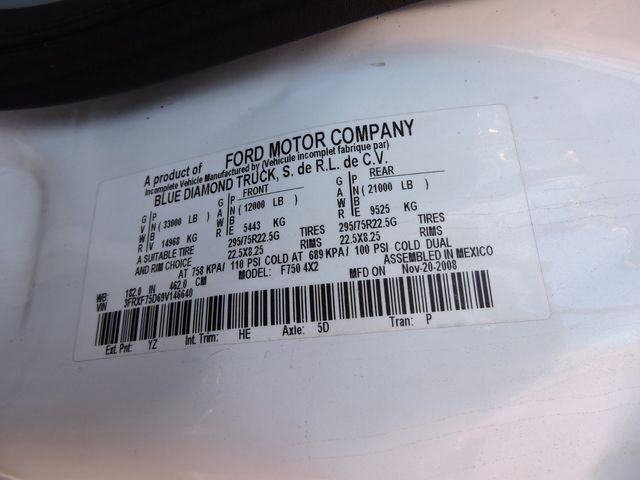 A product of FORD MOTOR COMPANY
Incomplete Vehicle Manufactured by (Vehicule incomplet fabrique par)
BLUE DIAMOND TRUCK, S. de R.L. de C.V.
FRONT REAR
G P G P G P
V N (33000 LB) A N (12000 LB) A N (21000 LB)
W B W B W B
R V 14968 KG R E 5443 KG R E 9525 KG
A SUITABLE TIRE 295/75R22.5G TIRES 295/75R22.5G TIRES
AND RIM CHOICE 22.5X8.25 RIMS 22.5X8.25 RIMS
AT 758 KPA/ 110 PSI COLD AT 689 KPA/ 100 PSI COLD DUAL
WB: 182.0 IN 462.0 CM MODEL: F750 4X2 MFD ON ASSEMBLED IN MEXICO
VIN 3FRXF75D69V146640 Nov-20-2008
Ext. Pnt: YZ Int. Trim: HE Axle: 5D Tran: P